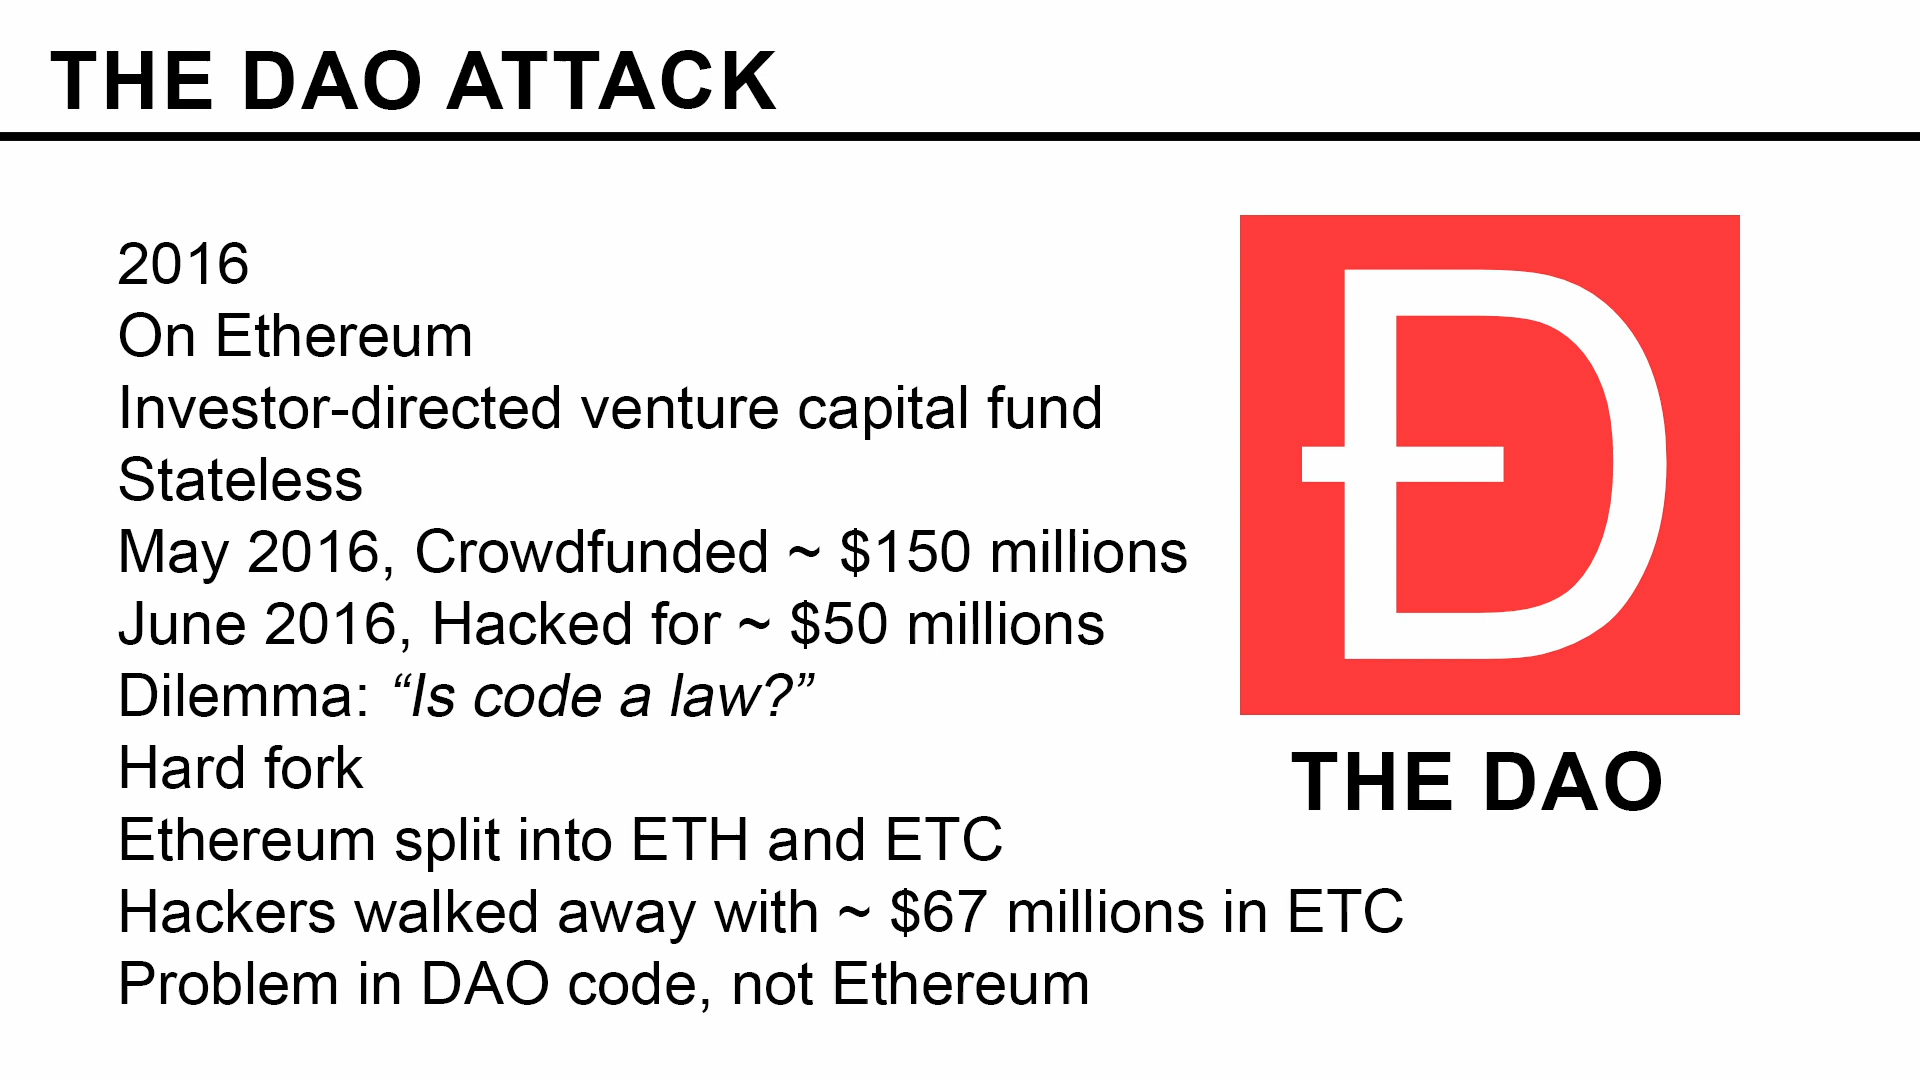 THE DAO ATTACK
2016
On Ethereum
Investor-directed venture capital fund
Stateless
May 2016, Crowdfunded ~ $150 millions
June 2016, Hacked for ~ $50 millions
Dilemma: “Is code a law?”
Hard fork
Ethereum split into ETH and ETC
Hackers walked away with ~ $67 millions in ETC
Problem in DAO code, not Ethereum
Đ
THE DAO